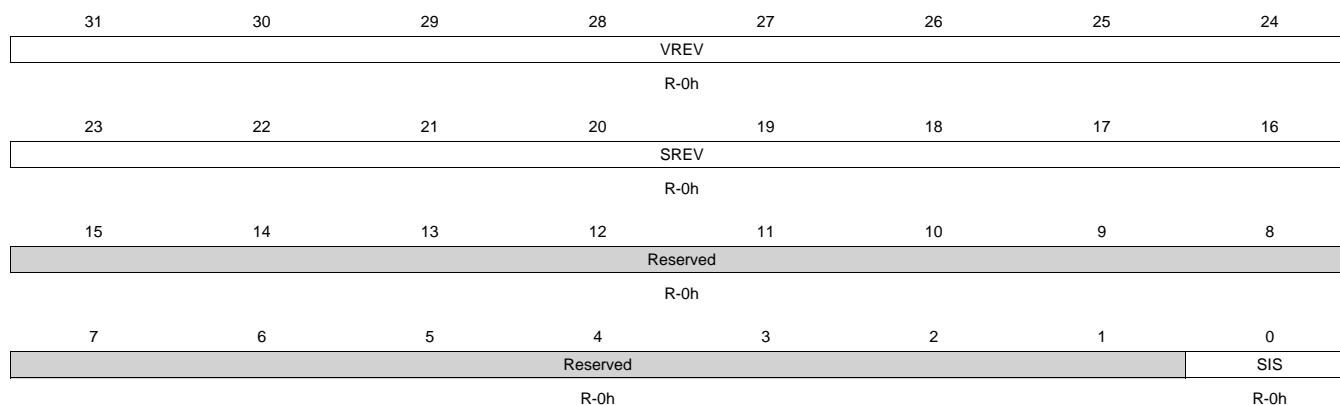 31 30 29 28 27 26 25 24
VREV
R-0h
23 22 21 20 19 18 17 16
SREV
R-0h
15 14 13 12 11 10 9 8
Reserved
R-0h
7 6 5 4 3 2 1 0
Reserved SIS
R-0h R-0h